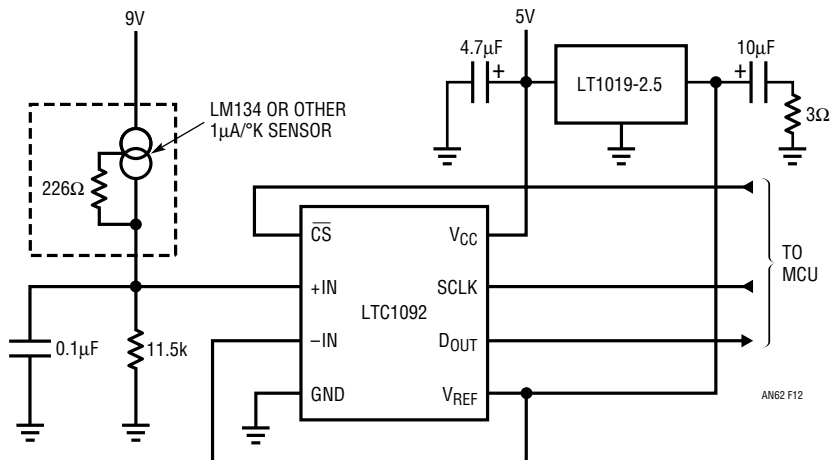 9V
5V
4.7µF
+
LT1019-2.5
+
10µF
3Ω
LM134 OR OTHER
1µA/°K SENSOR
226Ω
CS
VCC
+IN
SCLK
LTC1092
–IN
DOUT
GND
VREF
TO
MCU
0.1µF
11.5k
AN62 F12